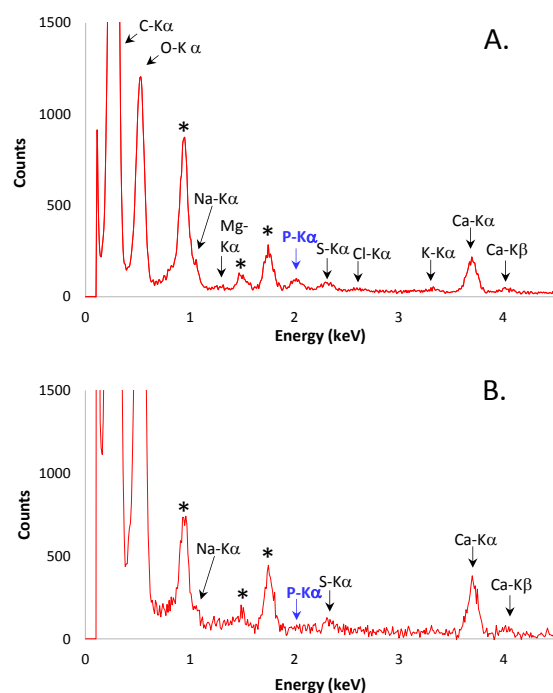 A.
1500
C-Kα
O-K α
1000
*
Counts
Na-Kα
500
Mg-
Kα
*
*
P-Kα
S-Kα
Cl-Kα
K-Kα
Ca-Kα
Ca-Kβ
0
0 1 2 3 4
Energy (keV)
B.
1500
1000
Counts
*
Na-Kα
500
*
*
P-Kα
S-Kα
Ca-Kα
Ca-Kβ
0
0 1 2 3 4
Energy (keV)